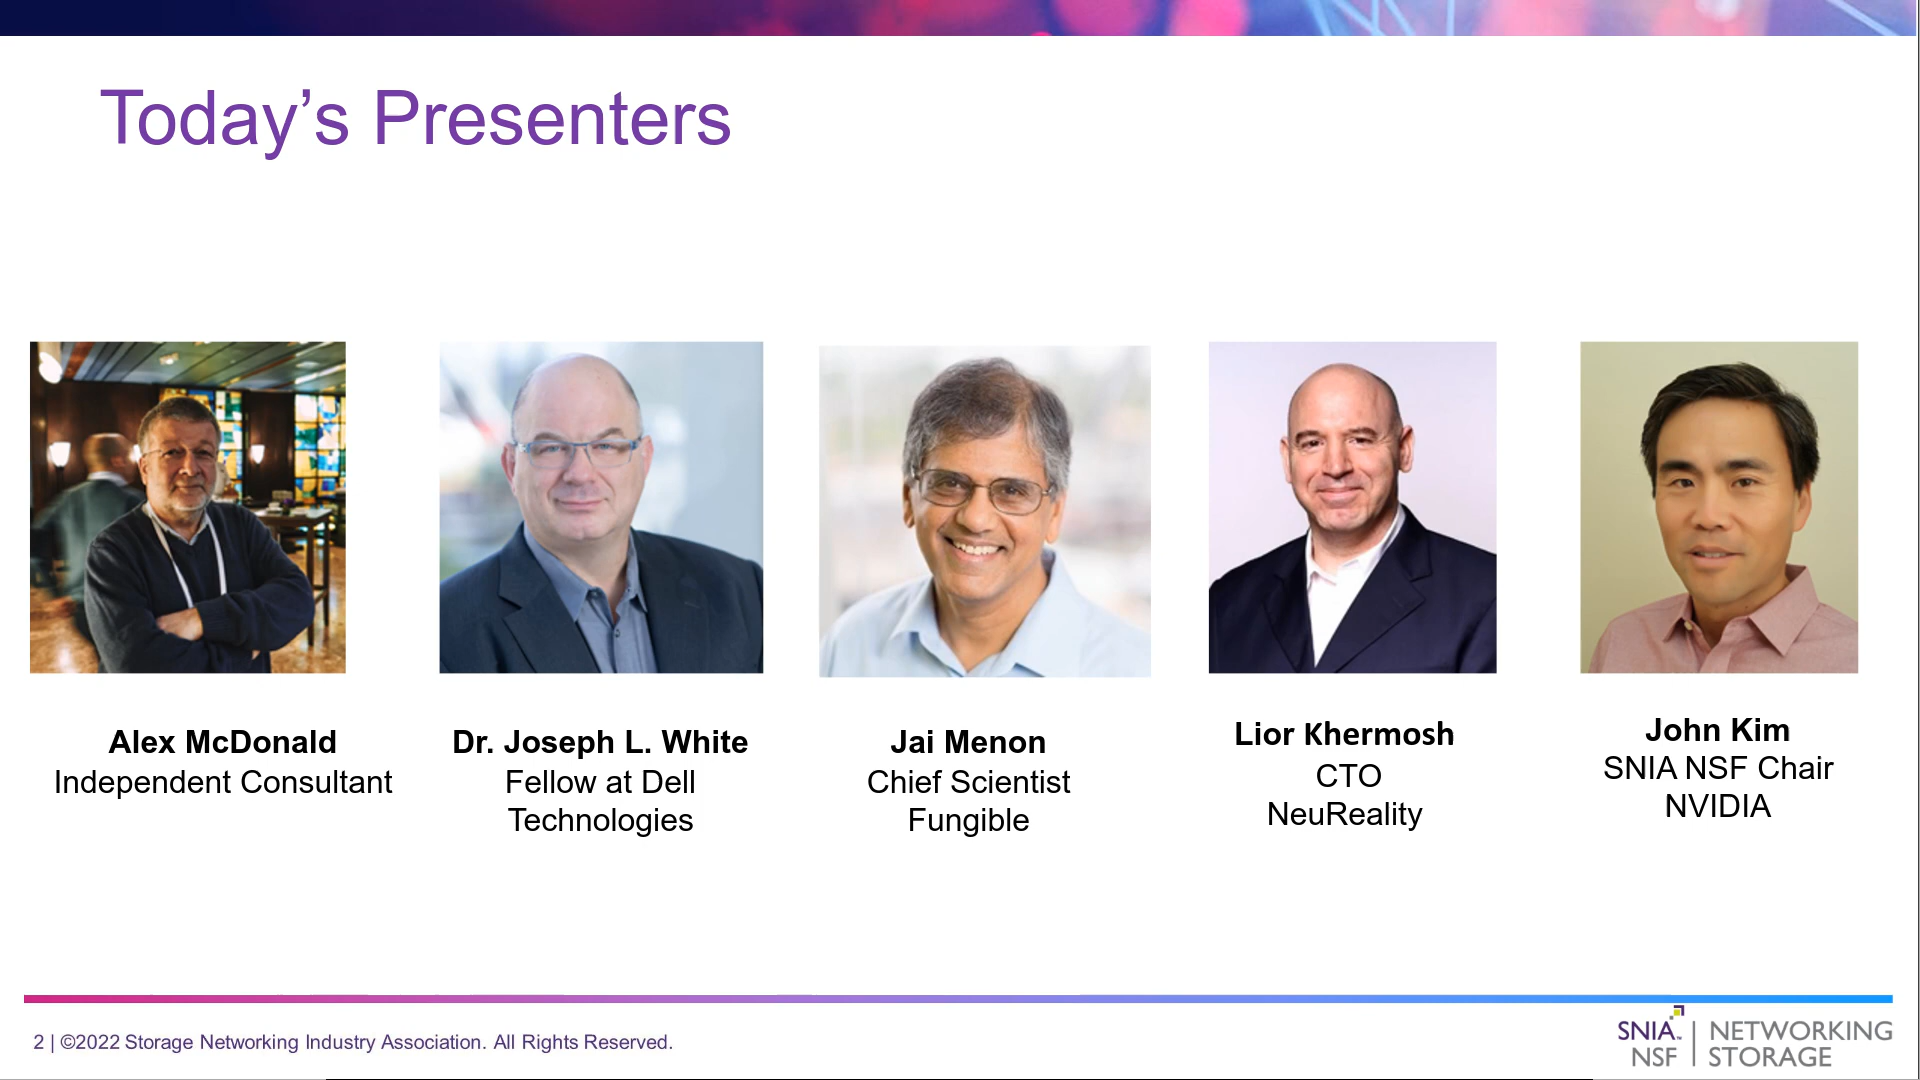 Today’s Presenters
Alex McDonald
Independent Consultant
Dr. Joseph L. White
Fellow at Dell
Technologies
Jai Menon
Chief Scientist
Fungible
Lior Khermosh
CTO
NeuReality
John Kim
SNIA NSF Chair
NVIDIA
2 | ©2022 Storage Networking Industry Association. All Rights Reserved.
SNIA™ | NETWORKING
NSF | STORAGE